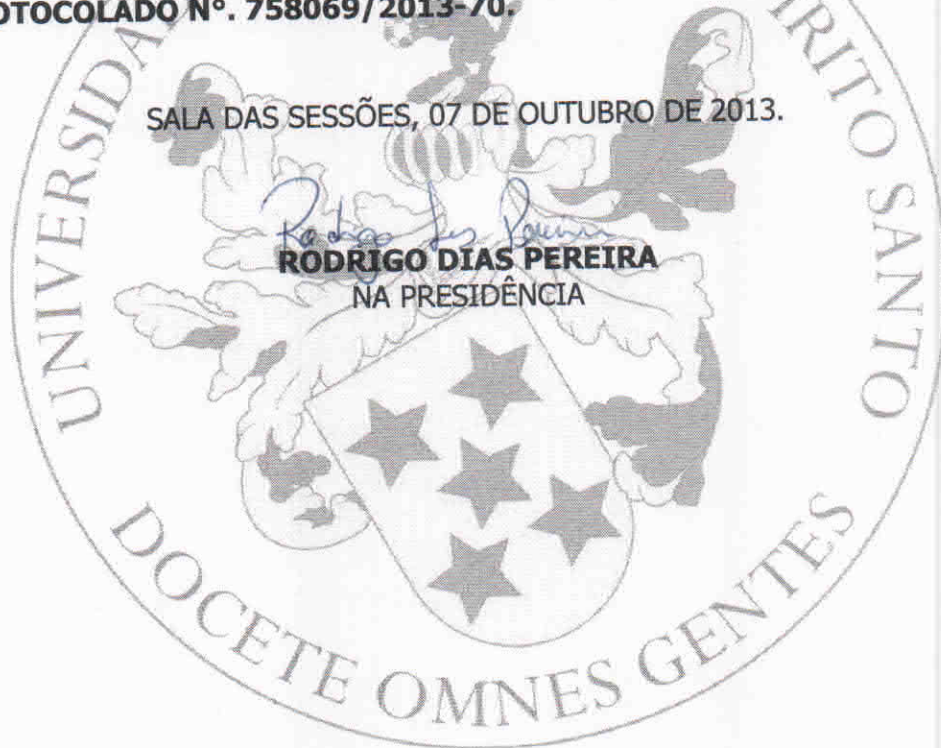 OTOCOLADO Nº. 758069/2013-70.
SALA DAS SESSÕES, 07 DE OUTUBRO DE 2013.
RODRIGO DIAS PEREIRA
NA PRESIDÊNCIA
UNIVERSIDA
RITO SANTO
DOCETE OMNES GENTES